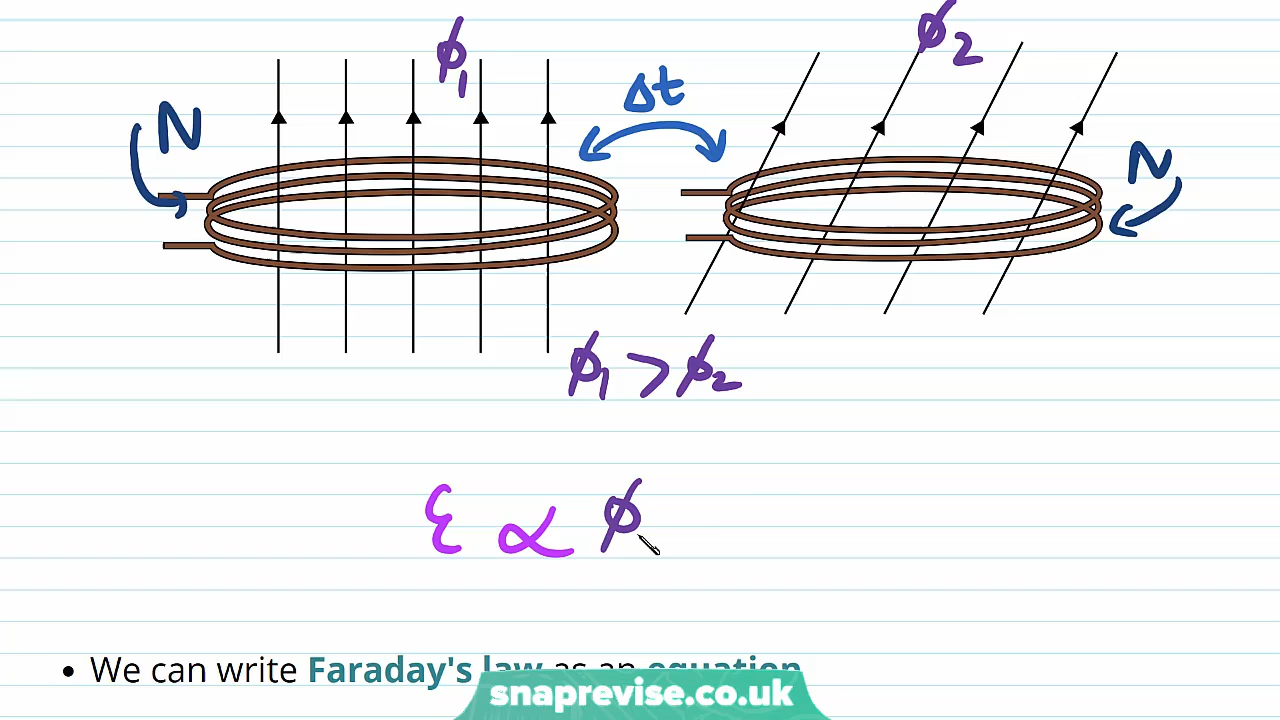 ϕ₁
ϕ₂
Δt
N
N
ϕ₁ > ϕ₂
ε ∝ ϕ
• We can write Faraday's law as an equation
snaprevise.co.uk